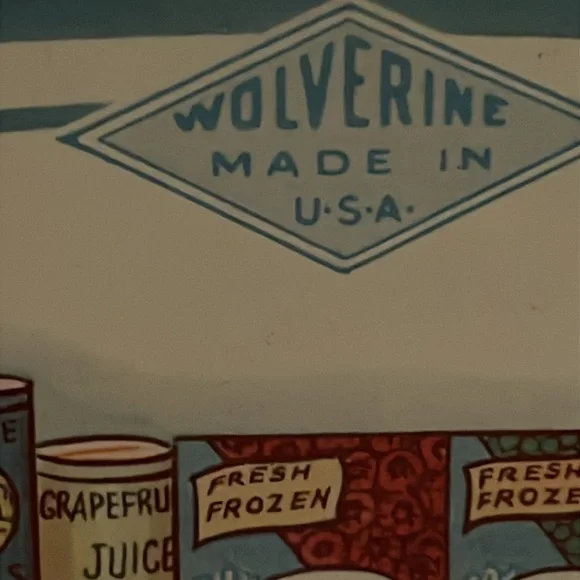 WOLVERINE
MADE IN
U·S·A·
E
GRAPEFRU
JUICE
S
FRESH
FROZEN
FRESH
FROZE